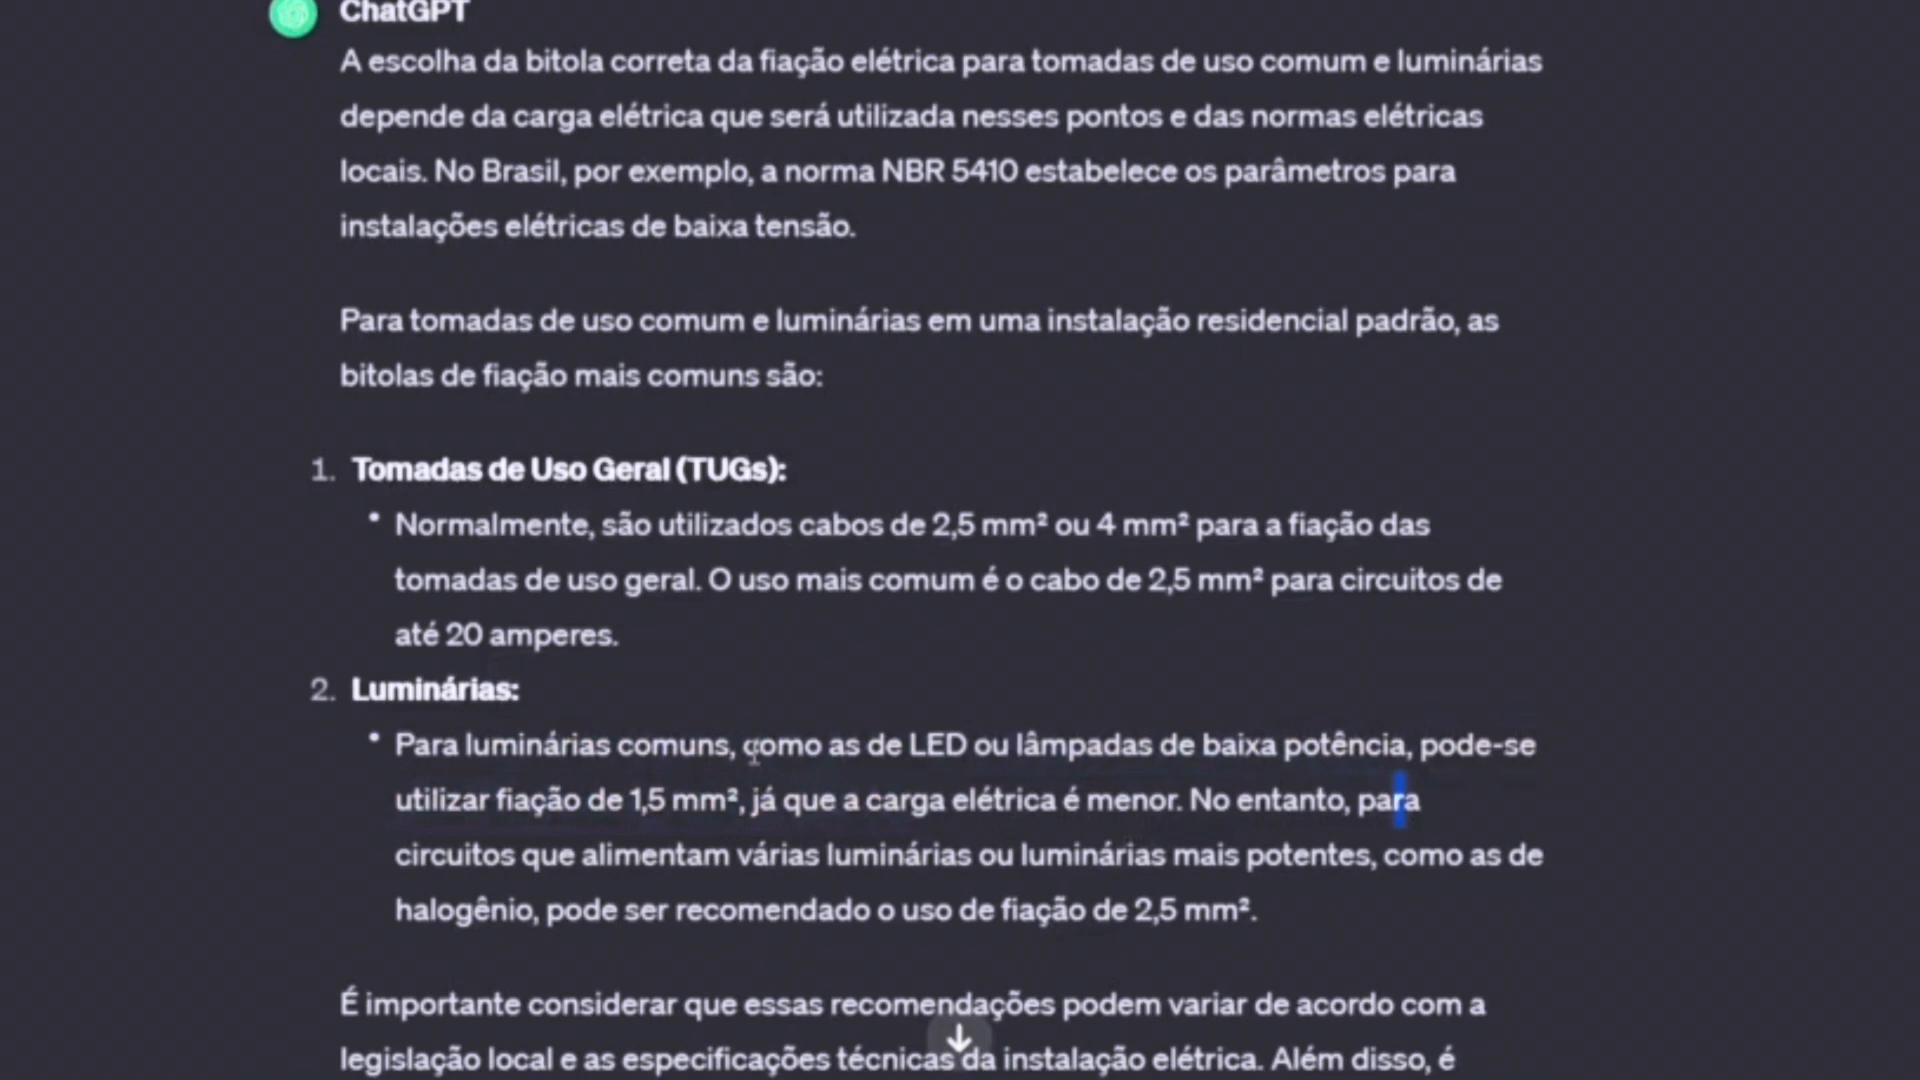 ChatGPT
A escolha da bitola correta da fiação elétrica para tomadas de uso comum e luminárias
depende da carga elétrica que será utilizada nesses pontos e das normas elétricas
locais. No Brasil, por exemplo, a norma NBR 5410 estabelece os parâmetros para
instalações elétricas de baixa tensão.
Para tomadas de uso comum e luminárias em uma instalação residencial padrão, as
bitolas de fiação mais comuns são:
1. Tomadas de Uso Geral (TUGs):
• Normalmente, são utilizados cabos de 2,5 mm² ou 4 mm² para a fiação das
tomadas de uso geral. O uso mais comum é o cabo de 2,5 mm² para circuitos de
até 20 amperes.
2. Luminárias:
• Para luminárias comuns, como as de LED ou lâmpadas de baixa potência, pode-se
utilizar fiação de 1,5 mm², já que a carga elétrica é menor. No entanto, para
circuitos que alimentam várias luminárias ou luminárias mais potentes, como as de
halogênio, pode ser recomendado o uso de fiação de 2,5 mm².
É importante considerar que essas recomendações podem variar de acordo com a
legislação local e as especificações técnicas da instalação elétrica. Além disso, é